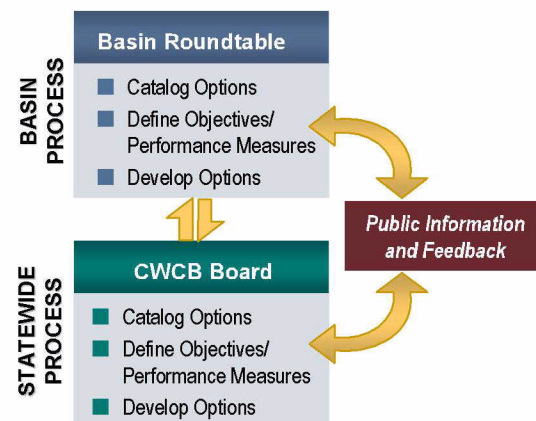 BASIN
PROCESS
Basin Roundtable
Catalog Options
Define Objectives/
Performance Measures
Develop Options
Public Information
and Feedback
STATEWIDE
PROCESS
CWCB Board
Catalog Options
Define Objectives/
Performance Measures
Develop Options